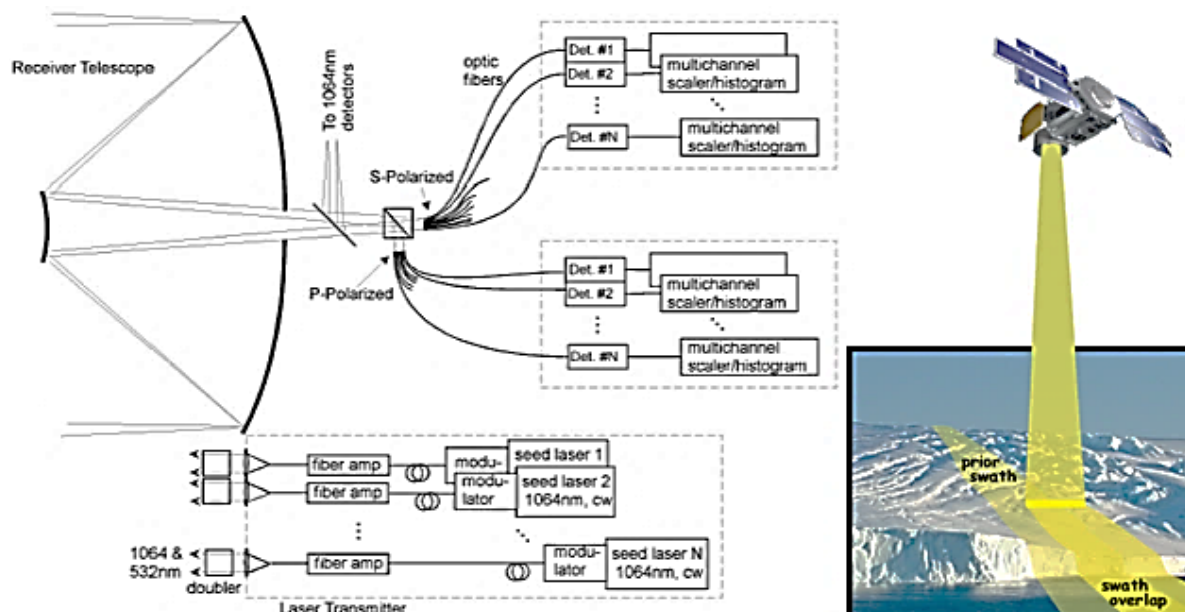 Receiver Telescope
To 1064nm
detectors
optic
fibers
S-Polarized
P-Polarized
Det. #1
Det. #2
Det. #N
multichannel
scaler/histogram
multichannel
scaler/histogram
Det. #1
Det. #2
Det. #N
multichannel
scaler/histogram
multichannel
scaler/histogram
fiber amp
modu-
seed laser 1
fiber amp
modu-
lator
seed laser 2
1064nm, cw
1064 &
532nm
doubler
fiber amp
modu-
lator
seed laser N
1064nm, cw
Laser Transmitter
prior
swath
swath
overlap